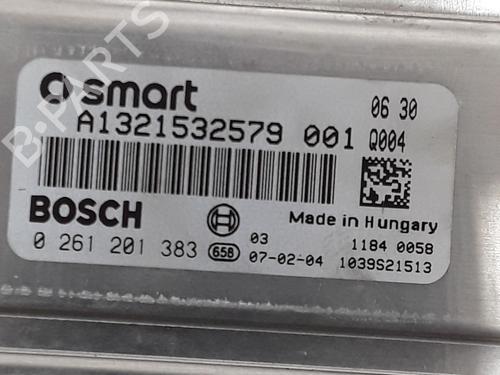 B-PARTS
smart
06 30
A1321532579 001 Q004
BOSCH
Made in Hungary
0 261 201 383 658 03 1184 0058
07-02-04 1039S21513